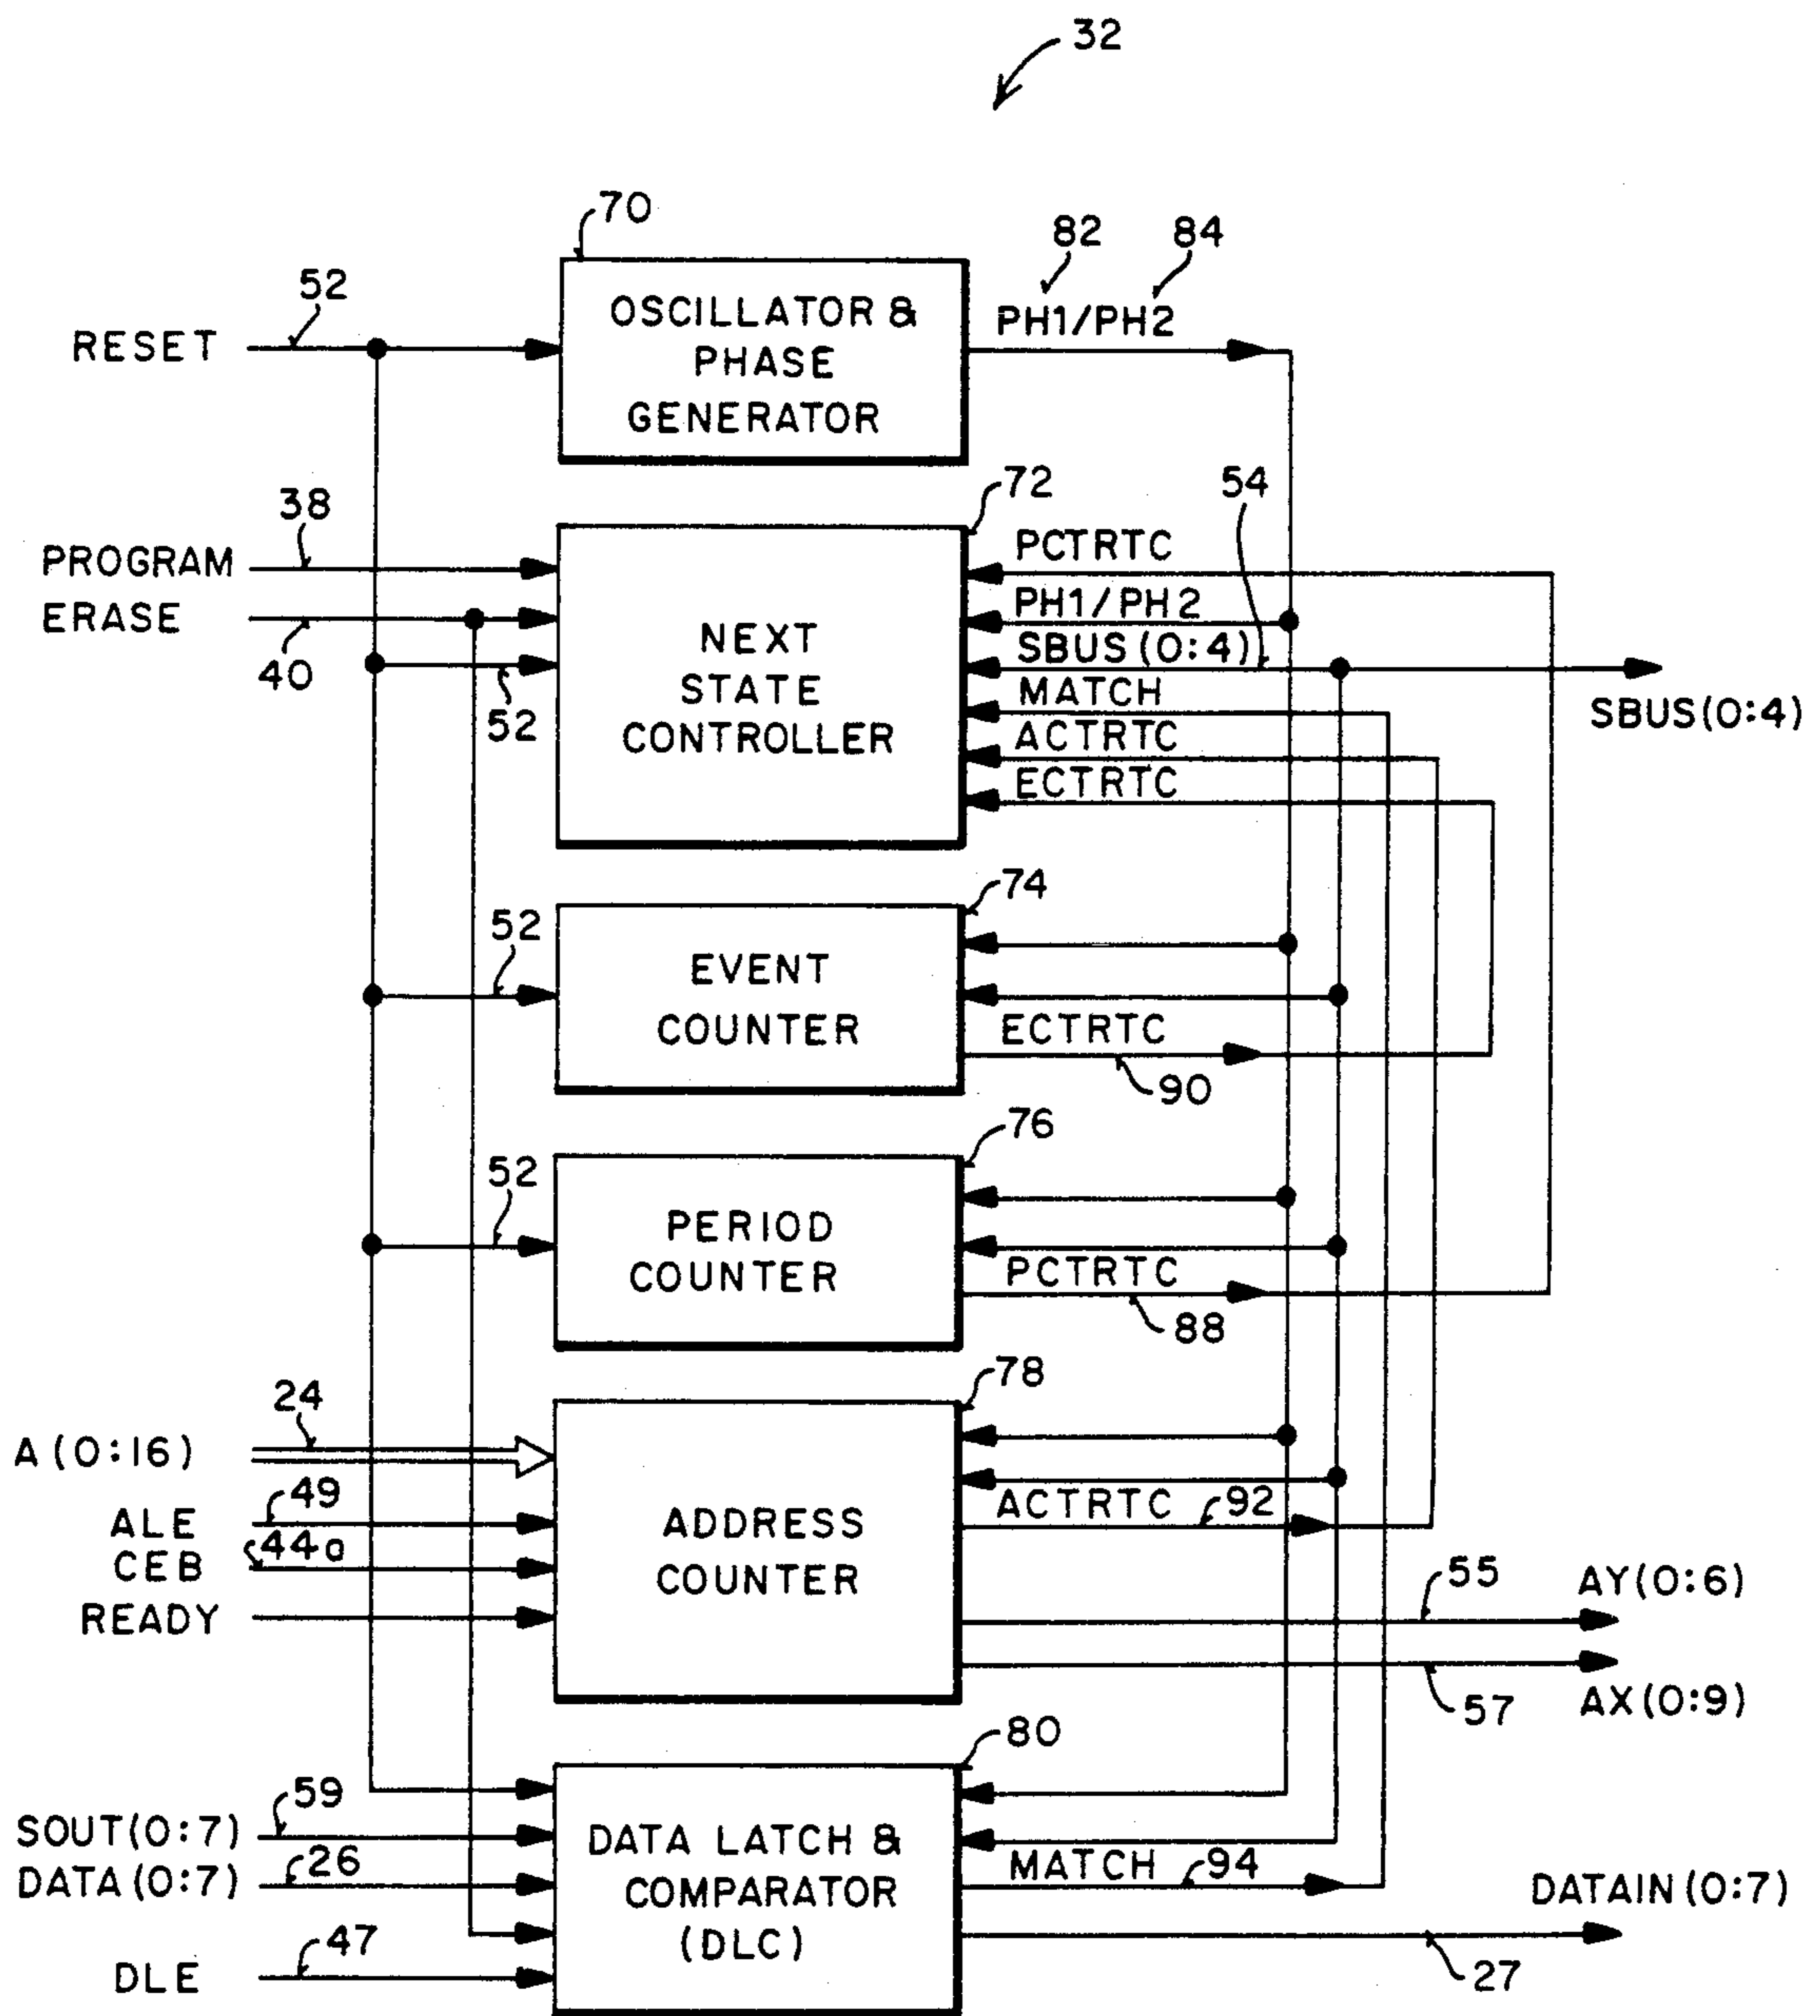 32
70
82
84
52
RESET
OSCILLATOR &
PHASE
GENERATOR
PH1/PH2
72
54
38
PROGRAM
ERASE
40
52
NEXT
STATE
CONTROLLER
PCTRTC
PH1/PH2
SBUS(0:4)
MATCH
ACTRTC
ECTRTC
SBUS(0:4)
74
52
EVENT
COUNTER
ECTRTC
90
76
52
PERIOD
COUNTER
PCTRTC
88
78
24
A(0:16)
49
ALE
44a
CEB
READY
ADDRESS
COUNTER
ACTRTC
92
55
AY(0:6)
57
AX(0:9)
80
59
SOUT(0:7)
26
DATA(0:7)
47
DLE
DATA LATCH &
COMPARATOR
(DLC)
MATCH
94
DATAIN(0:7)
27